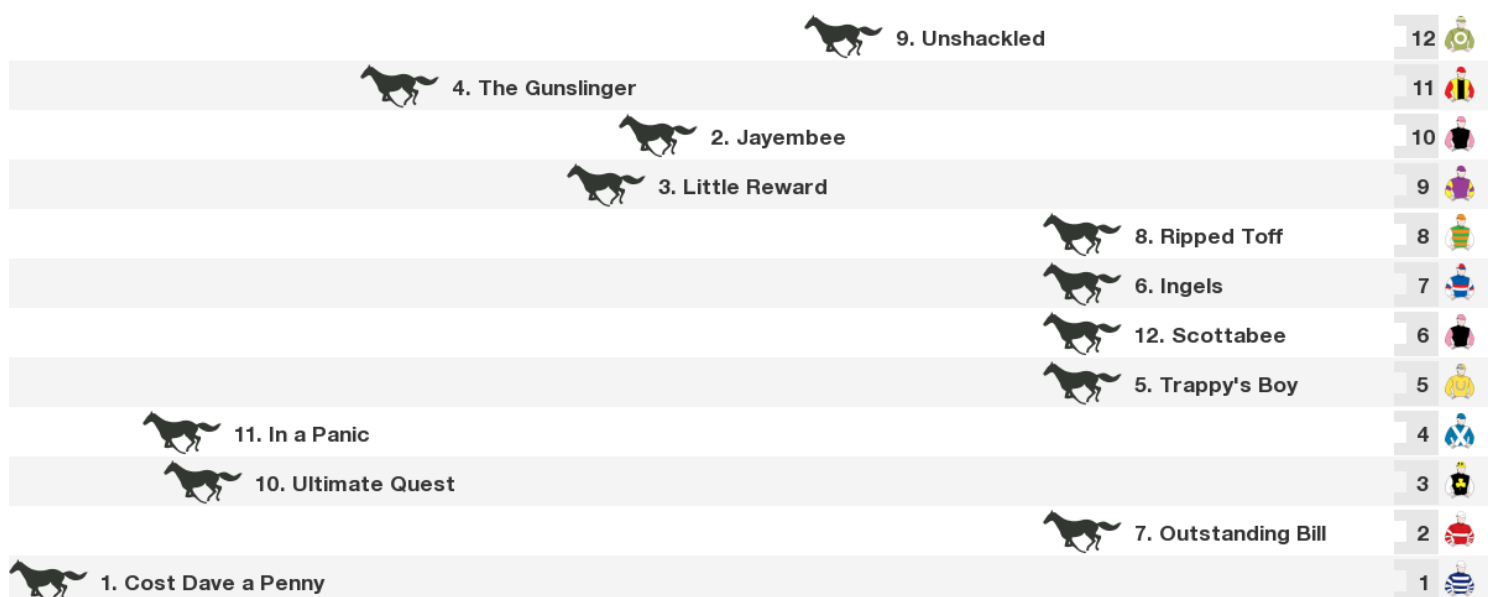 9. Unshackled 12
4. The Gunslinger 11
2. Jayembee 10
3. Little Reward 9
8. Ripped Toff 8
6. Ingels 7
12. Scottabee 6
5. Trappy's Boy 5
11. In a Panic 4
10. Ultimate Quest 3
7. Outstanding Bill 2
1. Cost Dave a Penny 1